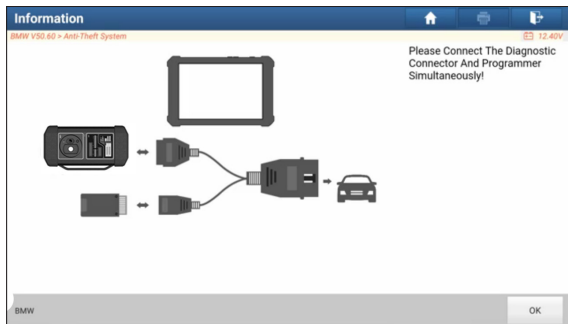 Information
BMW V50.60 > Anti-Theft System
12.40V
Please Connect The Diagnostic
Connector And Programmer
Simultaneously!
BMW
OK